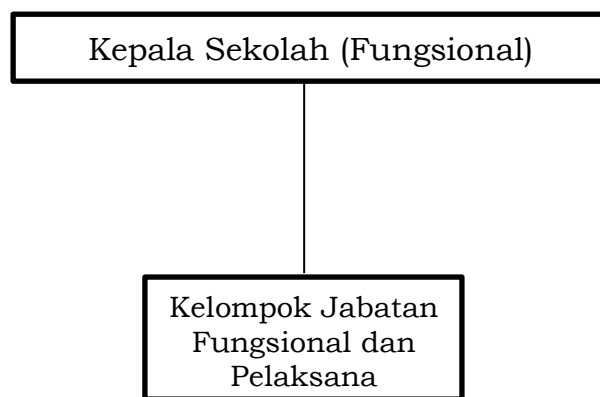 Kepala Sekolah (Fungsional)
Kelompok Jabatan
Fungsional dan
Pelaksana